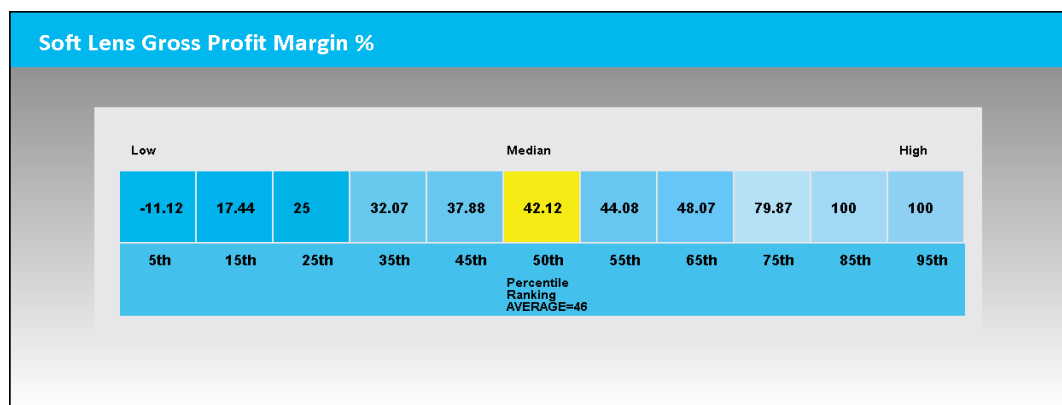 Soft Lens Gross Profit Margin %
Low Median High
-11.12 17.44 25 32.07 37.88 42.12 44.08 48.07 79.87 100 100
5th 15th 25th 35th 45th 50th 55th 65th 75th 85th 95th
Percentile
Ranking
AVERAGE=46